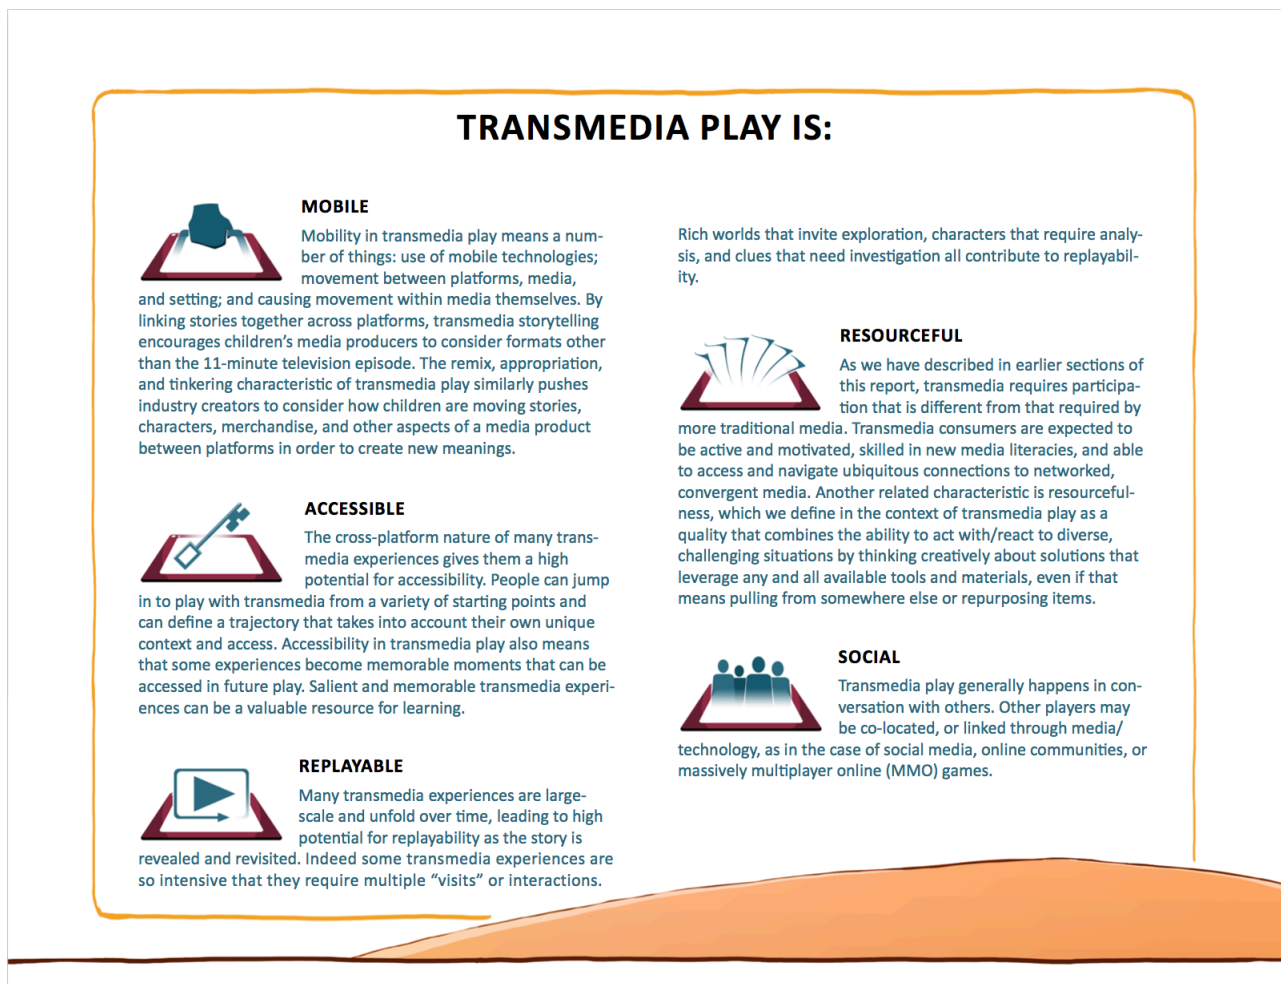 TRANSMEDIA PLAY IS:
MOBILE
Mobility in transmedia play means a num-
ber of things: use of mobile technologies;
movement between platforms, media,
and setting; and causing movement within media themselves. By
linking stories together across platforms, transmedia storytelling
encourages children’s media producers to consider formats other
than the 11-minute television episode. The remix, appropriation,
and tinkering characteristic of transmedia play similarly pushes
industry creators to consider how children are moving stories,
characters, merchandise, and other aspects of a media product
between platforms in order to create new meanings.
ACCESSIBLE
The cross-platform nature of many trans-
media experiences gives them a high
potential for accessibility. People can jump
in to play with transmedia from a variety of starting points and
can define a trajectory that takes into account their own unique
context and access. Accessibility in transmedia play also means
that some experiences become memorable moments that can be
accessed in future play. Salient and memorable transmedia experi-
ences can be a valuable resource for learning.
REPLAYABLE
Many transmedia experiences are large-
scale and unfold over time, leading to high
potential for replayability as the story is
revealed and revisited. Indeed some transmedia experiences are
so intensive that they require multiple “visits” or interactions.
Rich worlds that invite exploration, characters that require analy-
sis, and clues that need investigation all contribute to replayabil-
ity.
RESOURCEFUL
As we have described in earlier sections of
this report, transmedia requires participa-
tion that is different from that required by
more traditional media. Transmedia consumers are expected to
be active and motivated, skilled in new media literacies, and able
to access and navigate ubiquitous connections to networked,
convergent media. Another related characteristic is resourceful-
ness, which we define in the context of transmedia play as a
quality that combines the ability to act with/react to diverse,
challenging situations by thinking creatively about solutions that
leverage any and all available tools and materials, even if that
means pulling from somewhere else or repurposing items.
SOCIAL
Transmedia play generally happens in con-
versation with others. Other players may
be co-located, or linked through media/
technology, as in the case of social media, online communities, or
massively multiplayer online (MMO) games.